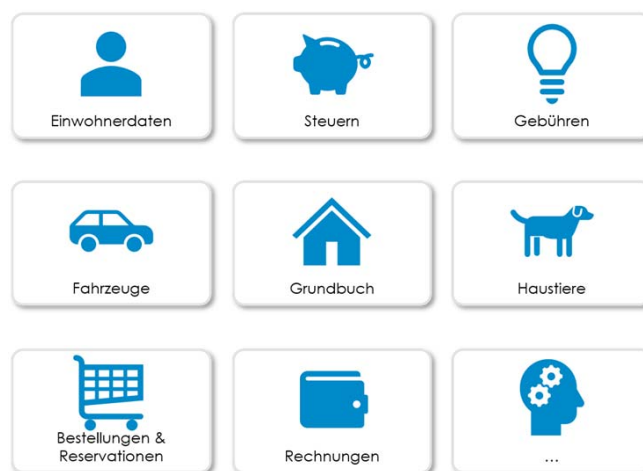 Einwohnerdaten
Steuern
Gebühren
Fahrzeuge
Grundbuch
Haustiere
Bestellungen &
Reservationen
Rechnungen
...